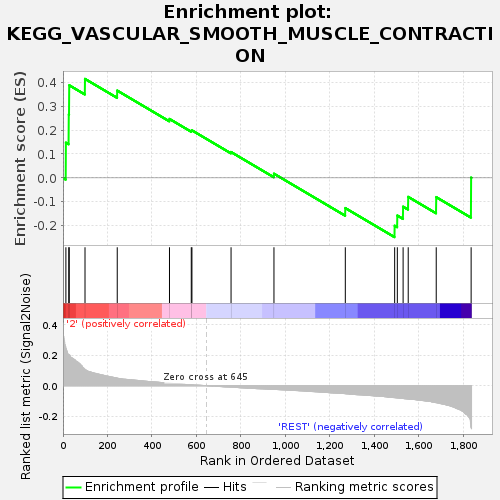 Enrichment plot:
KEGG_VASCULAR_SMOOTH_MUSCLE_CONTRACTI
ON
Enrichment score (ES)
0.4
0.3
0.2
0.1
0.0
-0.1
-0.2
'2' (positively correlated)
Ranked list metric (Signal2Noise)
0.4
0.2
0.0
-0.2
Zero cross at 645
'REST' (negatively correlated)
0 200 400 600 800 1,000 1,200 1,400 1,600 1,800
Rank in Ordered Dataset
Enrichment profile Hits Ranking metric scores